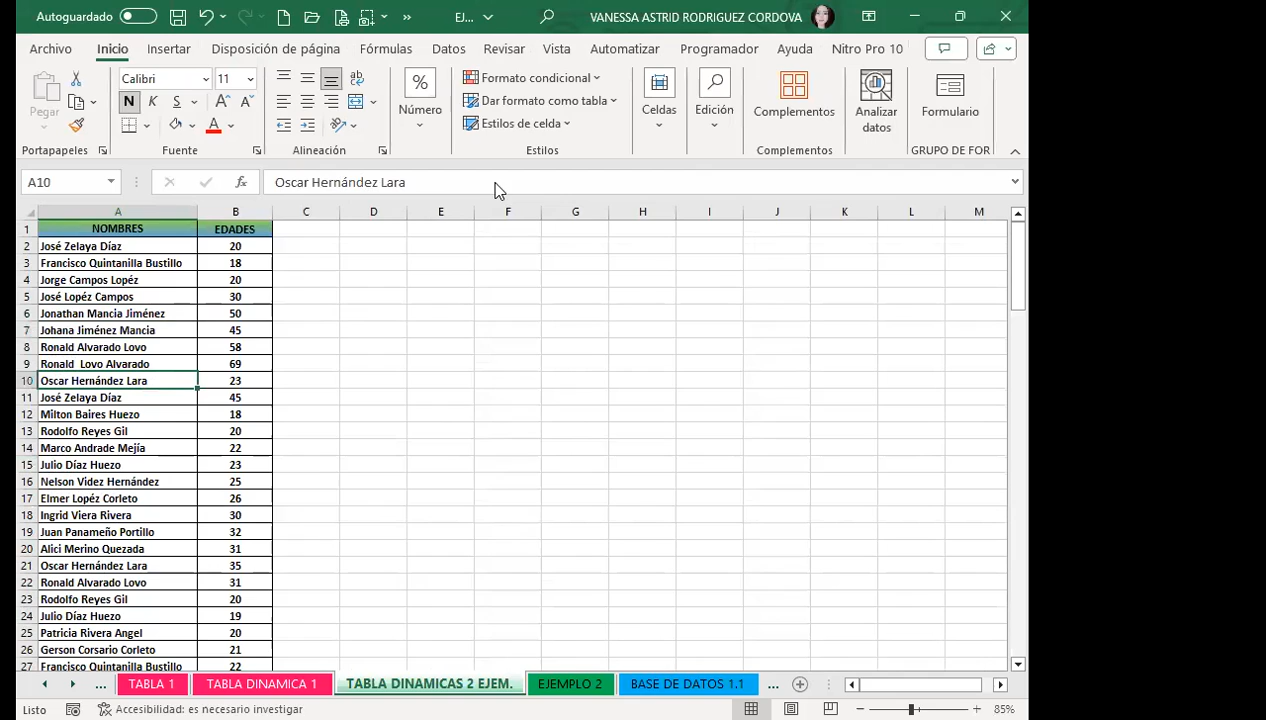 Autoguardado EJ... VANESSA ASTRID RODRIGUEZ CORDOVA
Archivo Inicio Insertar Disposición de página Fórmulas Datos Revisar Vista Automatizar Programador Ayuda Nitro Pro 10
Pegar Calibri 11 Número Formato condicional Dar formato como tabla Estilos de celda Celdas Edición Complementos Analizar datos Formulario
Portapapeles Fuente Alineación Estilos Complementos GRUPO DE FOR
A10 Oscar Hernández Lara
A B C D E F G H I J K L M
1 NOMBRES EDADES
2 José Zelaya Díaz 20
3 Francisco Quintanilla Bustillo 18
4 Jorge Campos Lopéz 20
5 José Lopéz Campos 30
6 Jonathan Mancia Jiménez 50
7 Johana Jiménez Mancia 45
8 Ronald Alvarado Lovo 58
9 Ronald  Lovo Alvarado 69
10 Oscar Hernández Lara 23
11 José Zelaya Díaz 45
12 Milton Baires Huezo 18
13 Rodolfo Reyes Gil 20
14 Marco Andrade Mejía 22
15 Julio Díaz Huezo 23
16 Nelson Videz Hernández 25
17 Elmer Lopéz Corleto 26
18 Ingrid Viera Rivera 30
19 Juan Panameño Portillo 32
20 Alici Merino Quezada 31
21 Oscar Hernández Lara 35
22 Ronald Alvarado Lovo 31
23 Rodolfo Reyes Gil 20
24 Julio Díaz Huezo 19
25 Patricia Rivera Angel 20
26 Gerson Corsario Corleto 21
27 Francisco Quintanilla Bustillo 22
... TABLA 1 TABLA DINAMICA 1 TABLA DINAMICAS 2 EJEM. EJEMPLO 2 BASE DE DATOS 1.1 ...
Listo Accesibilidad: es necesario investigar 85%